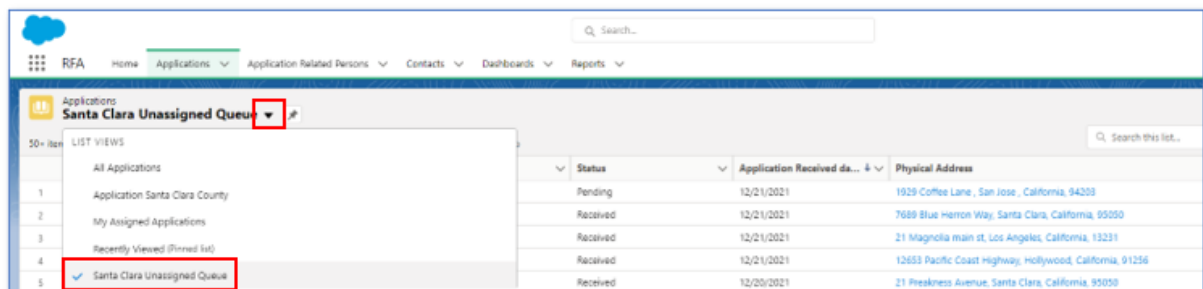 Search...
RFA Home Applications Application Related Persons Contacts Dashboards Reports
Applications
Santa Clara Unassigned Queue
50+ Search this list...
LIST VIEWS
All Applications
Application Santa Clara County
My Assigned Applications
Recently Viewed (Pinned list)
Santa Clara Unassigned Queue
Status Application Received da... Physical Address
1 Pending 12/21/2021 1929 Coffee Lane , San Jose , California, 94203
2 Received 12/21/2021 7689 Blue Herron Way, Santa Clara, California, 95050
3 Received 12/21/2021 21 Magnolia main st, Los Angeles, California, 13231
4 Received 12/21/2021 12653 Pacific Coast Highway, Hollywood, California, 91256
5 Received 12/20/2021 21 Preakness Avenue, Santa Clara, California, 95050